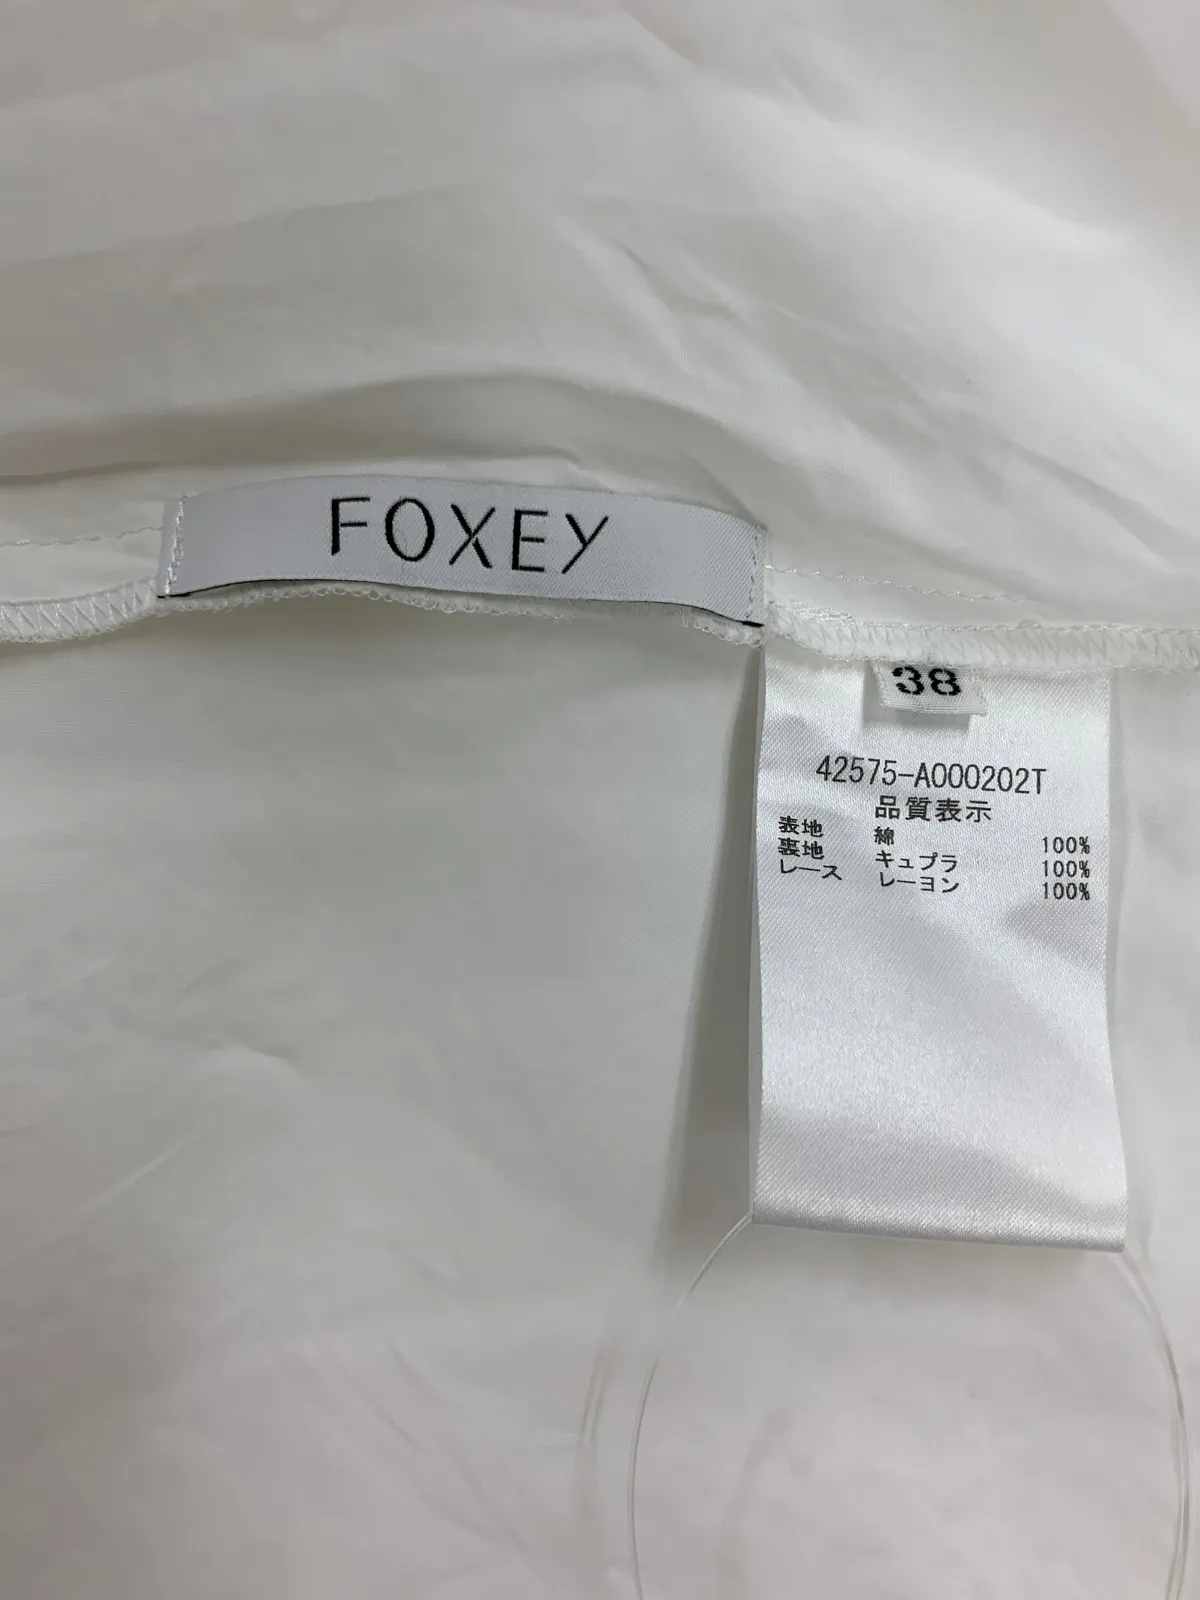 FOXEY
38
42575-A000202T
品質表示
表地 綿 100%
裏地 キュプラ 100%
レース レーヨン 100%